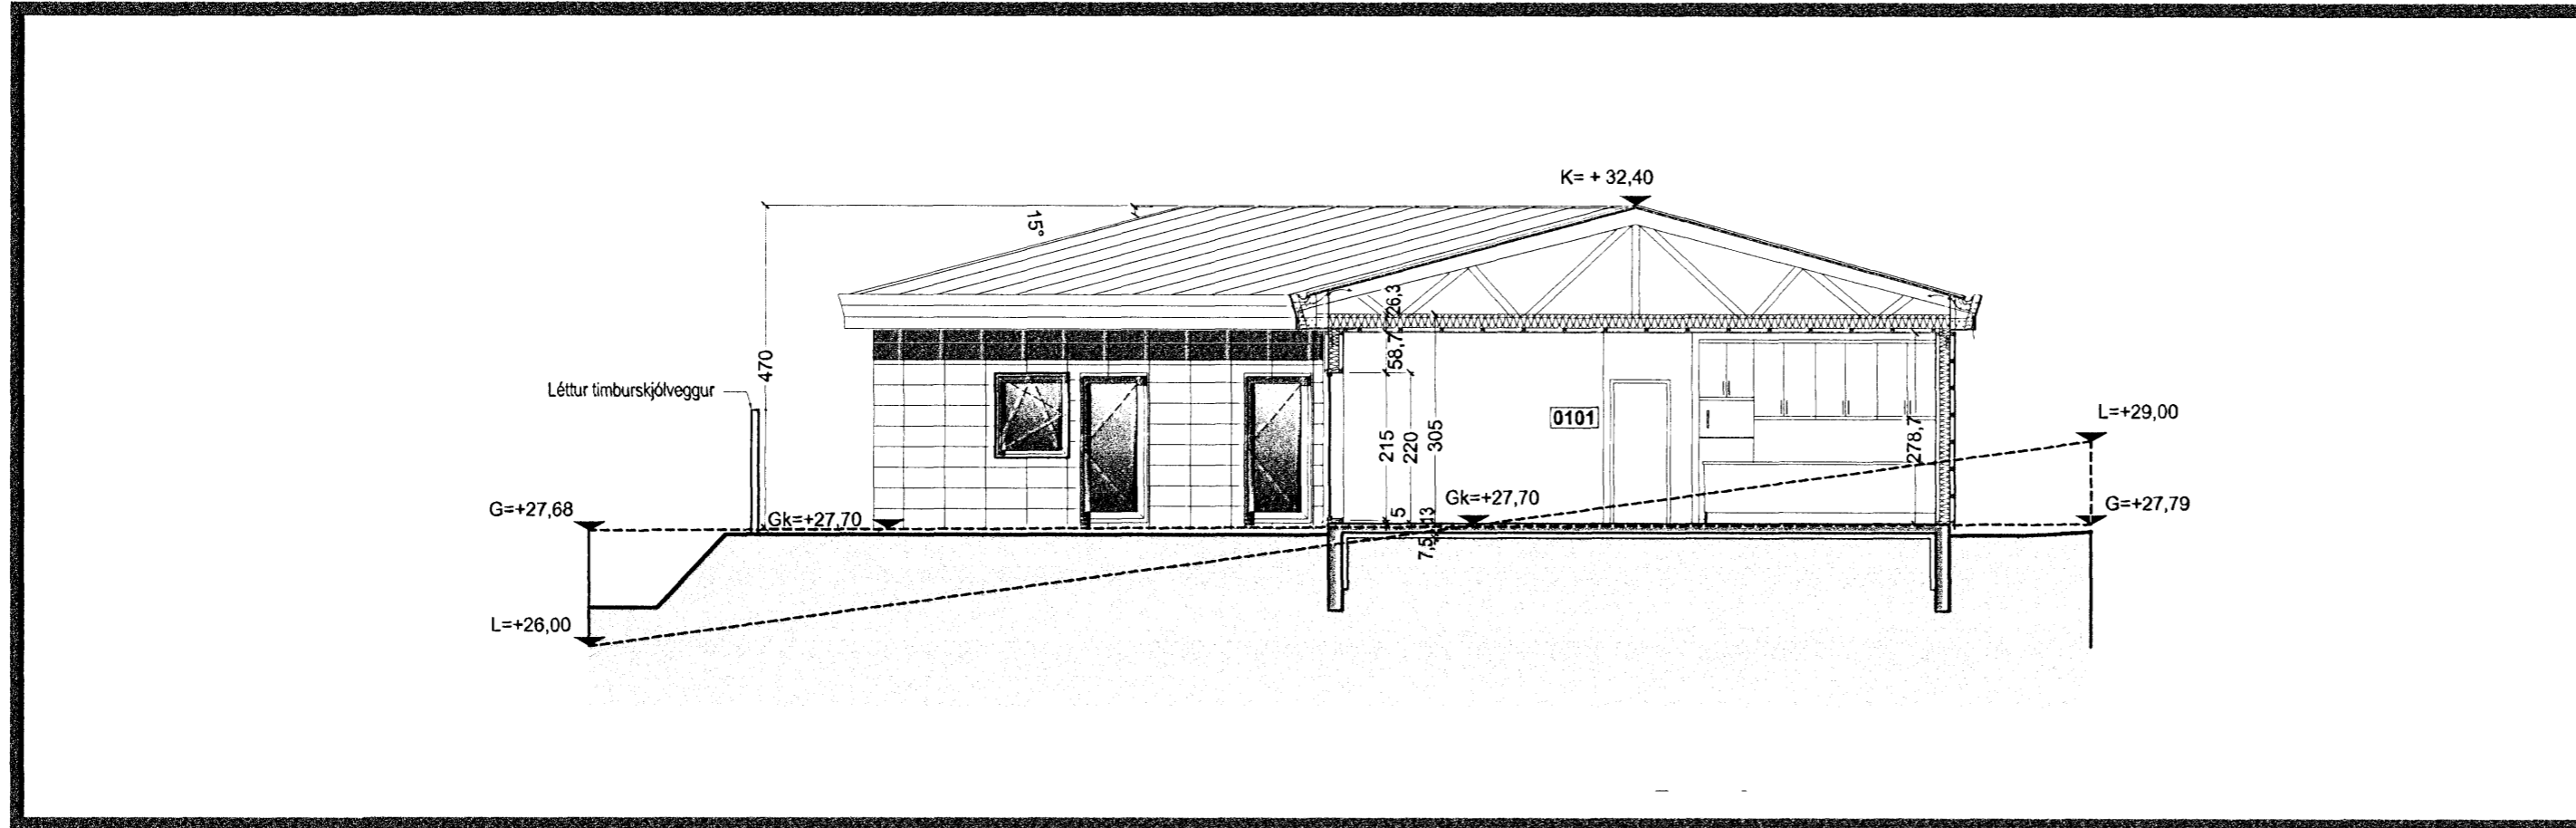 K= + 32,40
15°
26,3
58,7
470
Léttur timburskjólveggur
0101
L=+29,00
215
220
305
278,7
G=+27,68
Gk=+27,70
5
13
Gk=+27,70
G=+27,79
7,5
L=+26,00